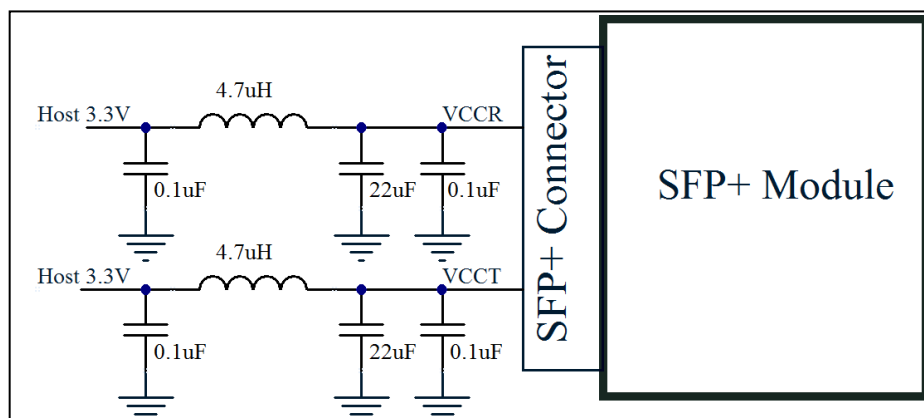 4.7uH
Host 3.3V
VCCR
0.1uF
22uF
0.1uF
4.7uH
Host 3.3V
VCCT
0.1uF
22uF
0.1uF
SFP+ Connector
SFP+ Module